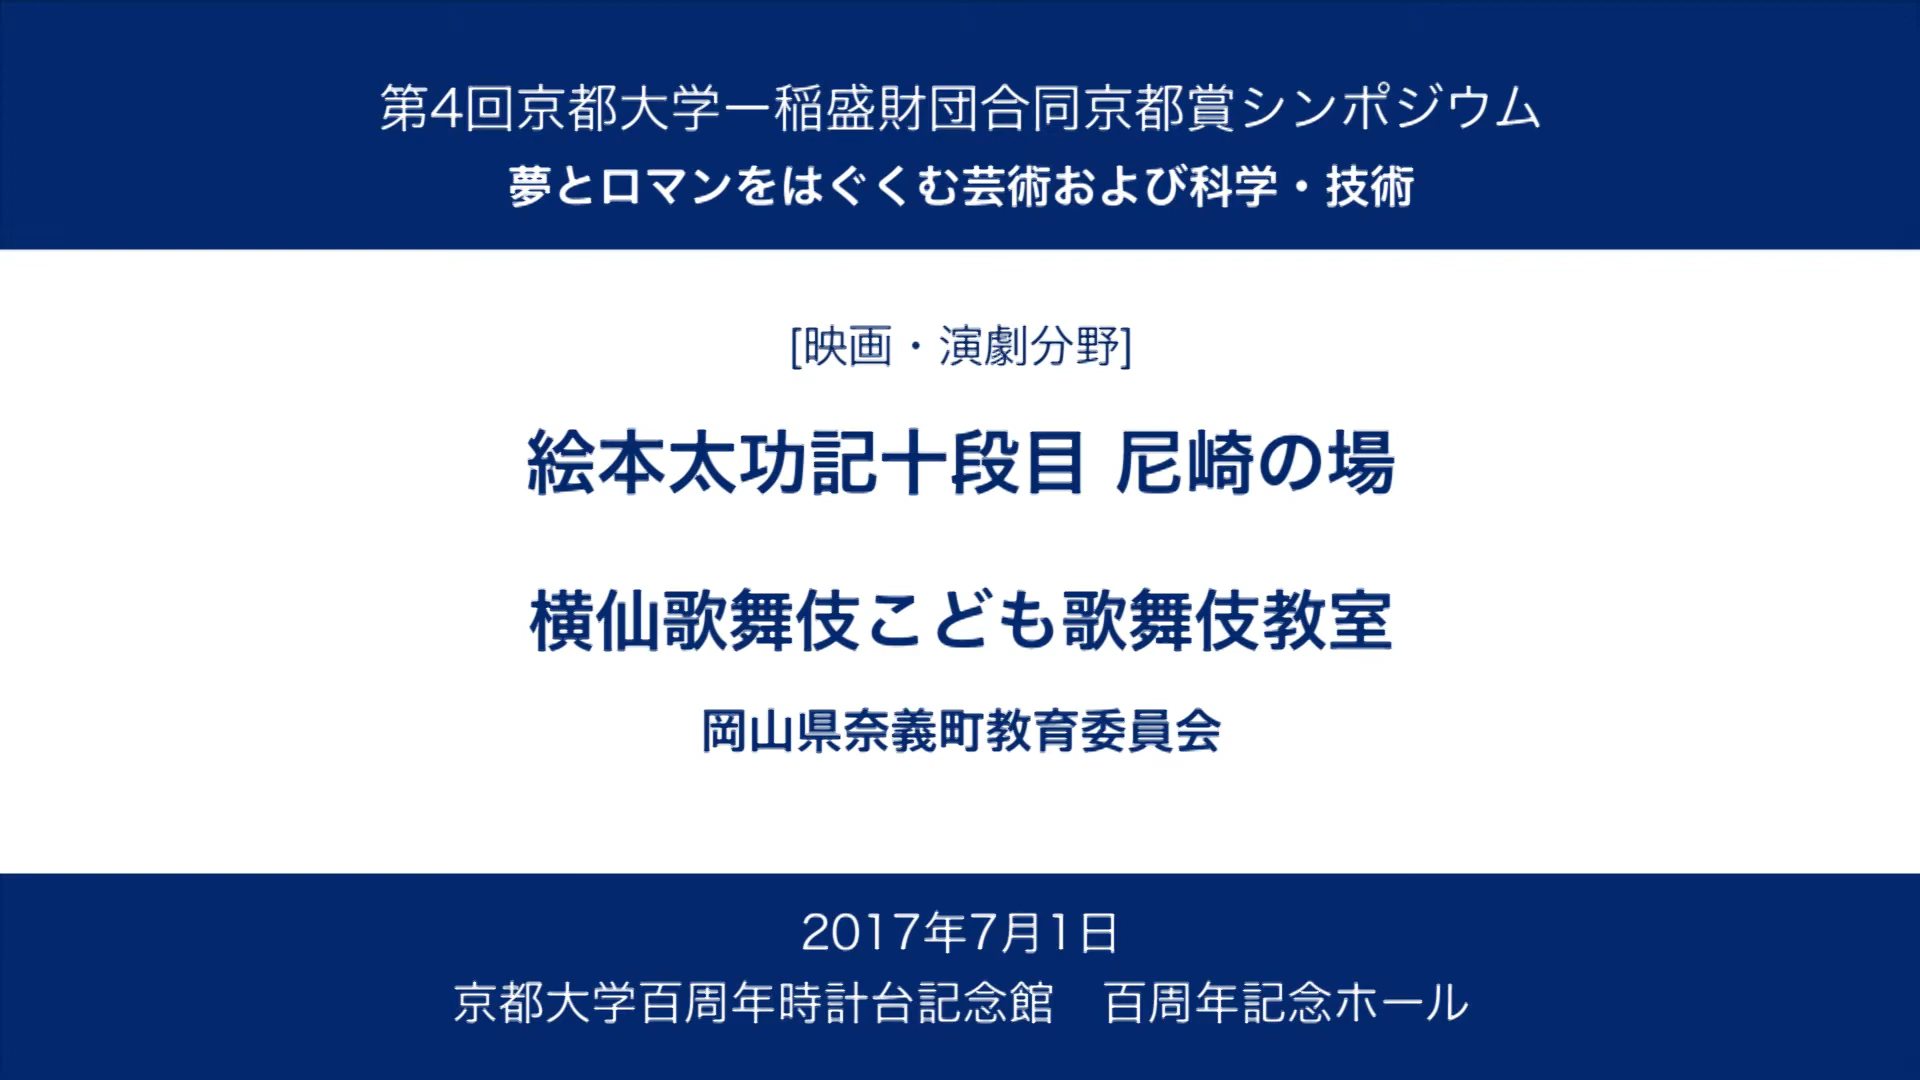 第4回京都大学ー稲盛財団合同京都賞シンポジウム
夢とロマンをはぐくむ芸術および科学・技術
[映画・演劇分野]
絵本太功記十段目 尼崎の場
横仙歌舞伎こども歌舞伎教室
岡山県奈義町教育委員会
2017年7月1日
京都大学百周年時計台記念館　百周年記念ホール